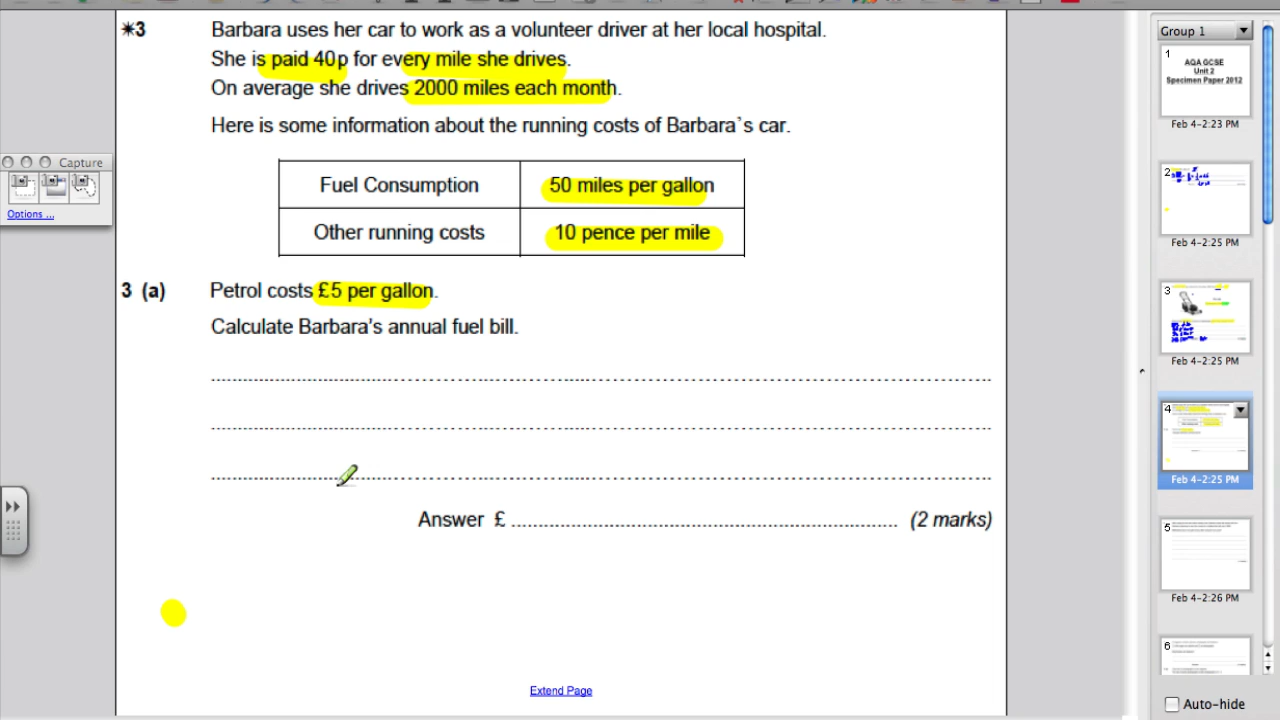 ✶3 Barbara uses her car to work as a volunteer driver at her local hospital.
She is paid 40p for every mile she drives.
On average she drives 2000 miles each month.
Here is some information about the running costs of Barbara's car.
Fuel Consumption 50 miles per gallon
Other running costs 10 pence per mile
3 (a) Petrol costs £5 per gallon.
Calculate Barbara's annual fuel bill.
Answer £ (2 marks)
Extend Page
Capture
Options ...
Group 1
1
AQA GCSE
Unit 2
Specimen Paper 2012
Feb 4-2:23 PM
2
Feb 4-2:25 PM
3
Feb 4-2:25 PM
4
Feb 4-2:25 PM
5
Feb 4-2:26 PM
6
Auto-hide